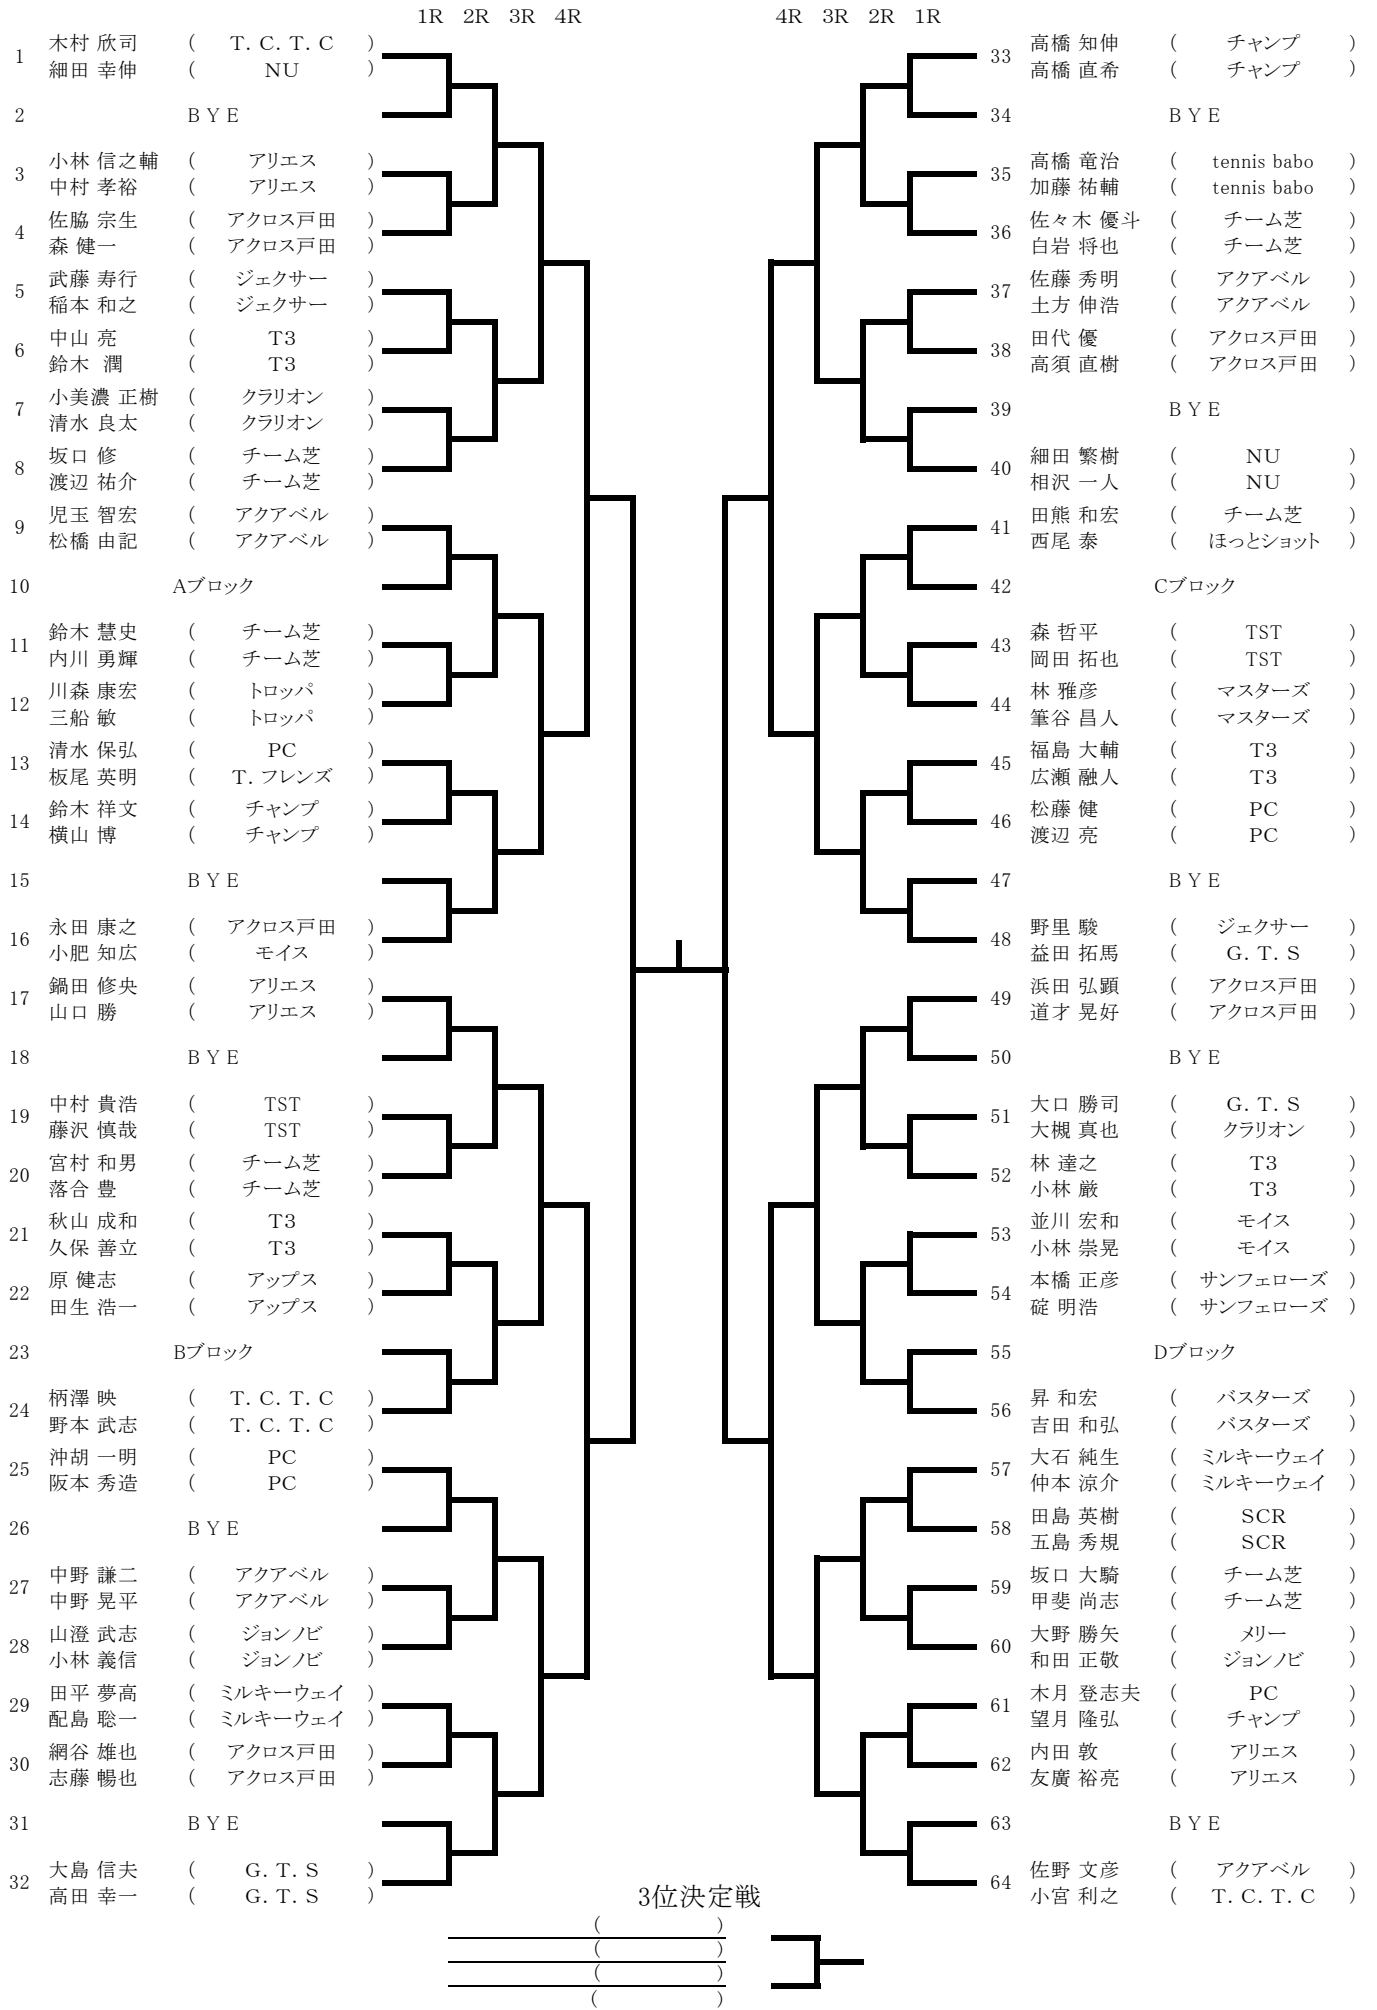 1R 2R 3R 4R
1 木村 欣司 ( T. C. T. C )
細田 幸伸 ( NU )
2 B Y E
3 小林 信之輔 ( アリエス )
中村 孝裕 ( アリエス )
4 佐脇 宗生 ( アクロス戸田 )
森 健一 ( アクロス戸田 )
5 武藤 寿行 ( ジェクサー )
稲本 和之 ( ジェクサー )
6 中山 亮 ( T3 )
鈴木 潤 ( T3 )
7 小美濃 正樹 ( クラリオン )
清水 良太 ( クラリオン )
8 坂口 修 ( チーム芝 )
渡辺 祐介 ( チーム芝 )
9 児玉 智宏 ( アクアベル )
松橋 由記 ( アクアベル )
10 Aブロック
11 鈴木 慧史 ( チーム芝 )
内川 勇輝 ( チーム芝 )
12 川森 康宏 ( トロッパ )
三船 敏 ( トロッパ )
13 清水 保弘 ( PC )
板尾 英明 ( T. フレンズ )
14 鈴木 祥文 ( チャンプ )
横山 博 ( チャンプ )
15 B Y E
16 永田 康之 ( アクロス戸田 )
小肥 知広 ( モイス )
17 鍋田 修央 ( アリエス )
山口 勝 ( アリエス )
18 B Y E
19 中村 貴浩 ( TST )
藤沢 慎哉 ( TST )
20 宮村 和男 ( チーム芝 )
落合 豊 ( チーム芝 )
21 秋山 成和 ( T3 )
久保 善立 ( T3 )
22 原 健志 ( アップス )
田生 浩一 ( アップス )
23 Bブロック
24 柄澤 映 ( T. C. T. C )
野本 武志 ( T. C. T. C )
25 沖胡 一明 ( PC )
阪本 秀造 ( PC )
26 B Y E
27 中野 謙二 ( アクアベル )
中野 晃平 ( アクアベル )
28 山澄 武志 ( ジョンノビ )
小林 義信 ( ジョンノビ )
29 田平 夢高 ( ミルキーウェイ )
配島 聡一 ( ミルキーウェイ )
30 網谷 雄也 ( アクロス戸田 )
志藤 暢也 ( アクロス戸田 )
31 B Y E
32 大島 信夫 ( G. T. S )
高田 幸一 ( G. T. S )
4R 3R 2R 1R
33 高橋 知伸 ( チャンプ )
高橋 直希 ( チャンプ )
34 B Y E
35 高橋 竜治 ( tennis babo )
加藤 祐輔 ( tennis babo )
36 佐々木 優斗 ( チーム芝 )
白岩 将也 ( チーム芝 )
37 佐藤 秀明 ( アクアベル )
土方 伸浩 ( アクアベル )
38 田代 優 ( アクロス戸田 )
高須 直樹 ( アクロス戸田 )
39 B Y E
40 細田 繁樹 ( NU )
相沢 一人 ( NU )
41 田熊 和宏 ( チーム芝 )
西尾 泰 ( ほっとショット )
42 Cブロック
43 森 哲平 ( TST )
岡田 拓也 ( TST )
44 林 雅彦 ( マスターズ )
筆谷 昌人 ( マスターズ )
45 福島 大輔 ( T3 )
広瀬 融人 ( T3 )
46 松藤 健 ( PC )
渡辺 亮 ( PC )
47 B Y E
48 野里 駿 ( ジェクサー )
益田 拓馬 ( G. T. S )
49 浜田 弘顕 ( アクロス戸田 )
道才 晃好 ( アクロス戸田 )
50 B Y E
51 大口 勝司 ( G. T. S )
大槻 真也 ( クラリオン )
52 林 達之 ( T3 )
小林 厳 ( T3 )
53 並川 宏和 ( モイス )
小林 崇晃 ( モイス )
54 本橋 正彦 ( サンフェローズ )
碇 明浩 ( サンフェローズ )
55 Dブロック
56 昇 和宏 ( バスターズ )
吉田 和弘 ( バスターズ )
57 大石 純生 ( ミルキーウェイ )
仲本 涼介 ( ミルキーウェイ )
58 田島 英樹 ( SCR )
五島 秀規 ( SCR )
59 坂口 大騎 ( チーム芝 )
甲斐 尚志 ( チーム芝 )
60 大野 勝矢 ( メリー )
和田 正敬 ( ジョンノビ )
61 木月 登志夫 ( PC )
望月 隆弘 ( チャンプ )
62 内田 敦 ( アリエス )
友廣 裕亮 ( アリエス )
63 B Y E
64 佐野 文彦 ( アクアベル )
小宮 利之 ( T. C. T. C )
3位決定戦
( )
( )
( )
( )